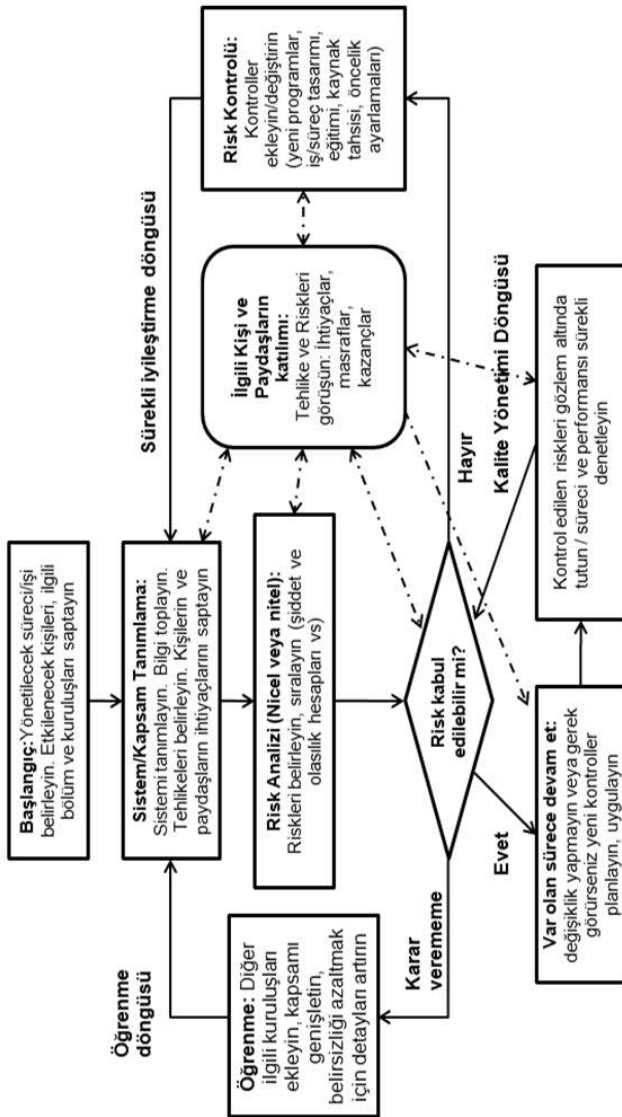 Başlangıç:Yönetilecek süreci/işi
belirleyin. Etkilenecek kişileri, ilgili
bölüm ve kuruluşları saptayın
Öğrenme
döngüsü
Sürekli iyileştirme döngüsü
Öğrenme: Diğer
ilgili kuruluşları
ekleyin, kapsamı
genişletin,
belirsizliği azaltmak
için detayları artırın
Sistem/Kapsam Tanımlama:
Sistemi tanımlayın. Bilgi toplayın.
Tehlikeleri belirleyin. Kişilerin ve
paydaşların ihtiyaçlarını saptayın
Risk Analizi (Nicel veya nitel):
Riskleri belirleyin, sıralayın (şiddet ve
olasılık hesapları vs)
İlgili Kişi ve
Paydaşların
katılımı:
Tehlike ve Riskleri
görüşün: İhtiyaçlar,
masraflar,
kazançlar
Risk Kontrolü:
Kontroller
ekleyin/değiştirin
(yeni programlar,
iş/süreç tasarımı,
eğitimi, kaynak
tahsisi, öncelik
ayarlamaları)
Karar
verememe
Risk kabul
edilebilir mi?
Hayır
Evet
Kalite Yönetimi Döngüsü
Var olan sürece devam et:
değişiklik yapmayın veya gerek
görürseniz yeni kontroller
planlayın, uygulayın
Kontrol edilen riskleri gözlem altında
tutun / süreci ve performansı sürekli
denetleyin